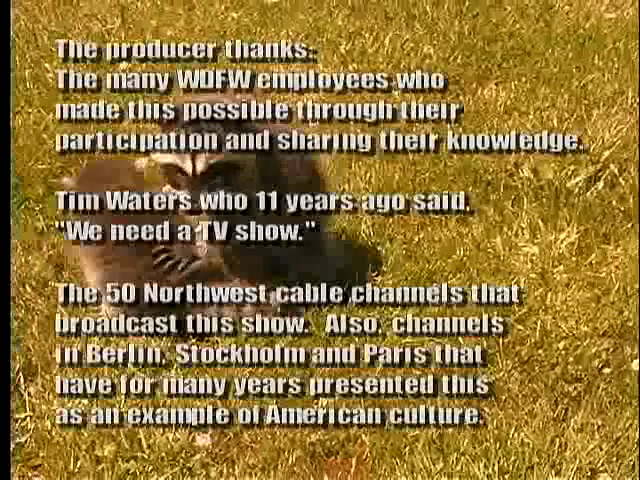 The producer thanks:
The many WDFW employees who
made this possible through their
participation and sharing their knowledge.
Tim Waters who 11 years ago said,
"We need a TV show."
The 50 Northwest cable channels that
broadcast this show. Also, channels
in Berlin, Stockholm and Paris that
have for many years presented this
as an example of American culture.